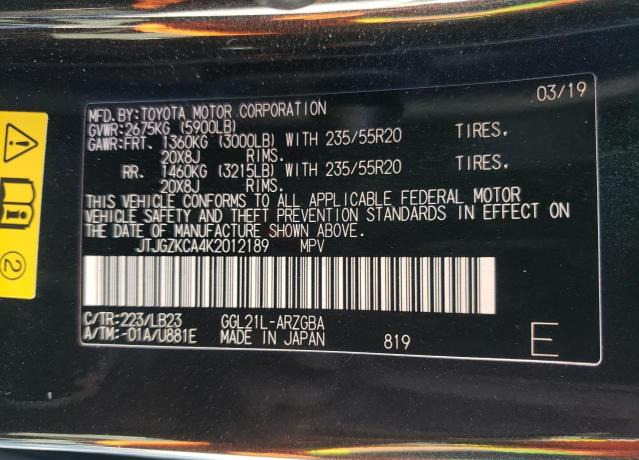 03/19
MFD.BY:TOYOTA MOTOR CORPORATION
GVWR:2675KG (5900LB)
GAWR:FRT. 1360KG (3000LB) WITH 235/55R20 TIRES.
20X8J RIMS.
RR. 1460KG (3215LB) WITH 235/55R20 TIRES.
20X8J RIMS.
THIS VEHICLE CONFORMS TO ALL APPLICABLE FEDERAL MOTOR
VEHICLE SAFETY AND THEFT PREVENTION STANDARDS IN EFFECT ON
THE DATE OF MANUFACTURE SHOWN ABOVE.
JTJGZKCA4K2012189 MPV
C/TR:223/LB23 GGL21L-ARZGBA
A/TM:-01A/U881E MADE IN JAPAN 819
E
2